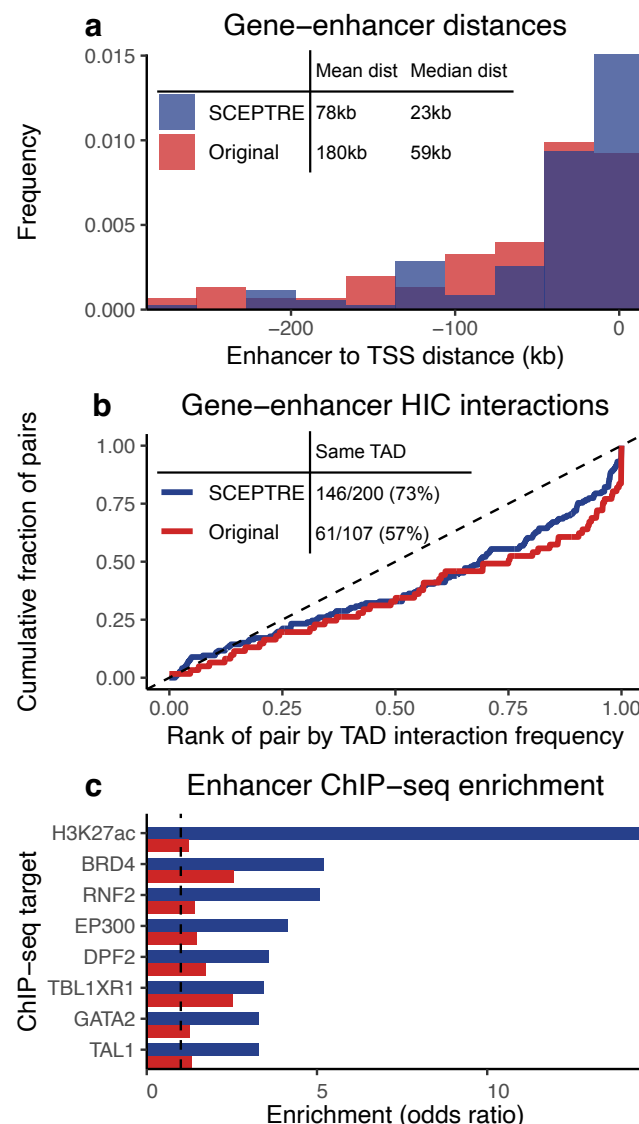 a Gene−enhancer distances
Frequency
0.015
0.010
0.005
0.000
Mean dist Median dist
SCEPTRE 78kb 23kb
Original 180kb 59kb
−200 −100 0
Enhancer to TSS distance (kb)
b Gene−enhancer HIC interactions
Cumulative fraction of pairs
1.00
0.75
0.50
0.25
0.00
Same TAD
SCEPTRE 146/200 (73%)
Original 61/107 (57%)
0.00 0.25 0.50 0.75 1.00
Rank of pair by TAD interaction frequency
c Enhancer ChIP−seq enrichment
ChIP−seq target
H3K27ac
BRD4
RNF2
EP300
DPF2
TBL1XR1
GATA2
TAL1
0 5 10
Enrichment (odds ratio)